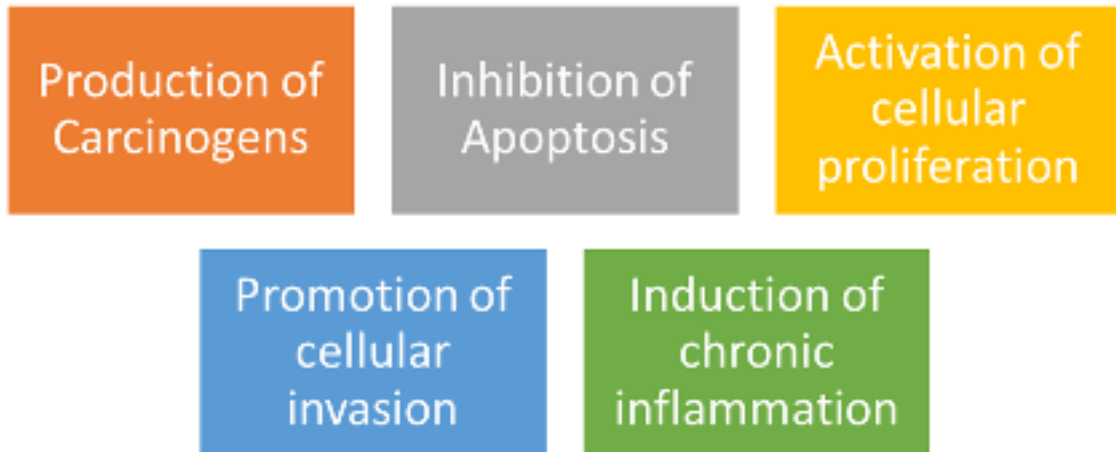 Production of
Carcinogens
Inhibition of
Apoptosis
Activation of
cellular
proliferation
Promotion of
cellular
invasion
Induction of
chronic
inflammation